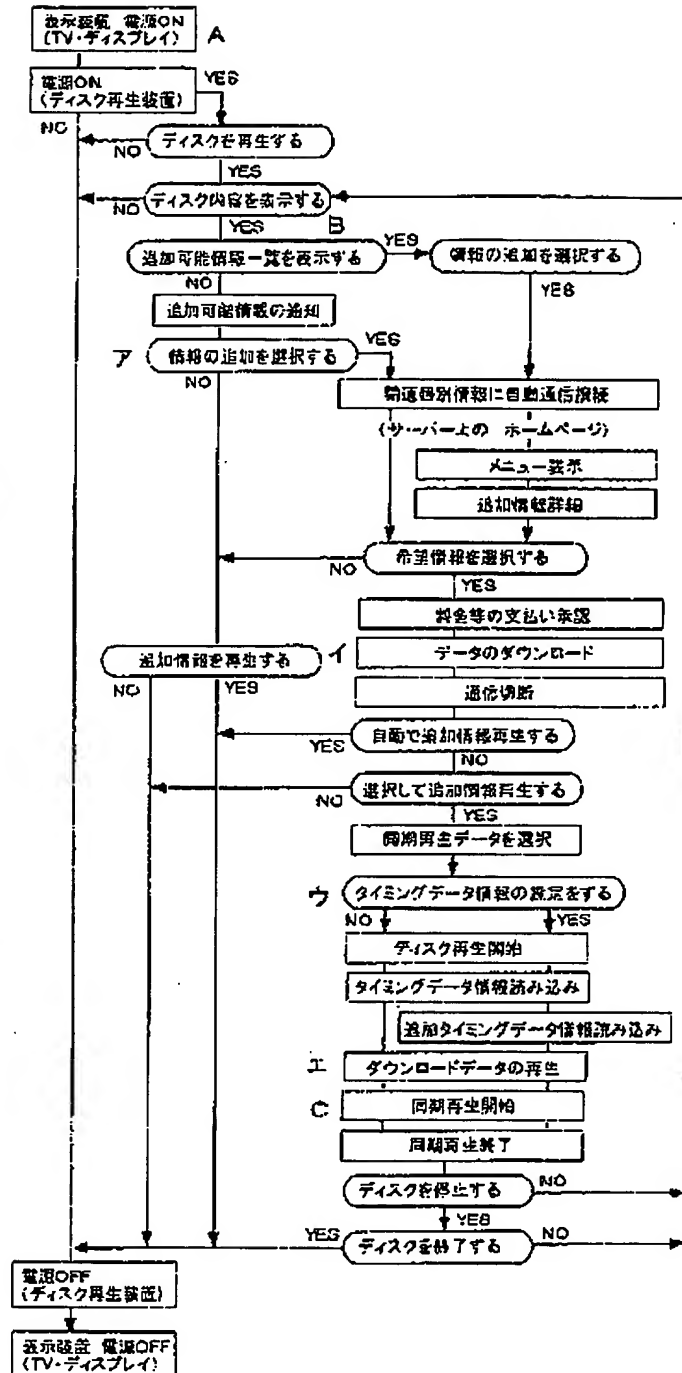 表示装置 電源ON
(TV・ディスプレイ)
A
電源ON
(ディスク再生装置)
YES
NO
ディスクを再生する
NO
YES
ディスク内容を表示する
NO
YES
B
追加可能情報一覧を表示する
YES
情報の追加を選択する
NO
YES
追加可能情報の通知
ア
情報の追加を選択する
YES
NO
関連個別情報に自動通信接続
(サーバー上の ホームページ)
メニュー表示
追加情報詳細
希望情報を選択する
NO
YES
料金等の支払い承認
追加情報を再生する
イ
データのダウンロード
NO
YES
通信切断
自動で追加情報再生する
YES
NO
選択して追加情報再生する
NO
YES
同期再生データを選択
ウ
タイミングデータ情報の設定をする
NO
YES
ディスク再生開始
タイミングデータ情報読み込み
追加タイミングデータ情報読み込み
エ
ダウンロードデータの再生
C
同期再生開始
同期再生終了
ディスクを停止する
NO
YES
ディスクを終了する
YES
NO
電源OFF
(ディスク再生装置)
表示装置 電源OFF
(TV・ディスプレイ)